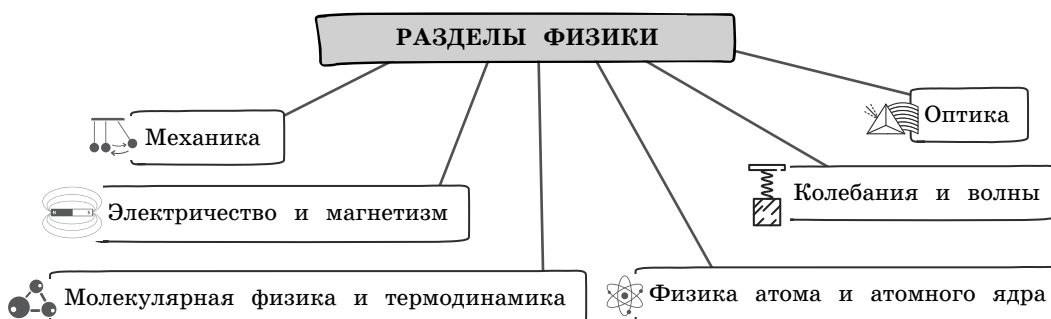 РАЗДЕЛЫ ФИЗИКИ
Механика
Оптика
Электричество и магнетизм
Колебания и волны
Молекулярная физика и термодинамика
Физика атома и атомного ядра